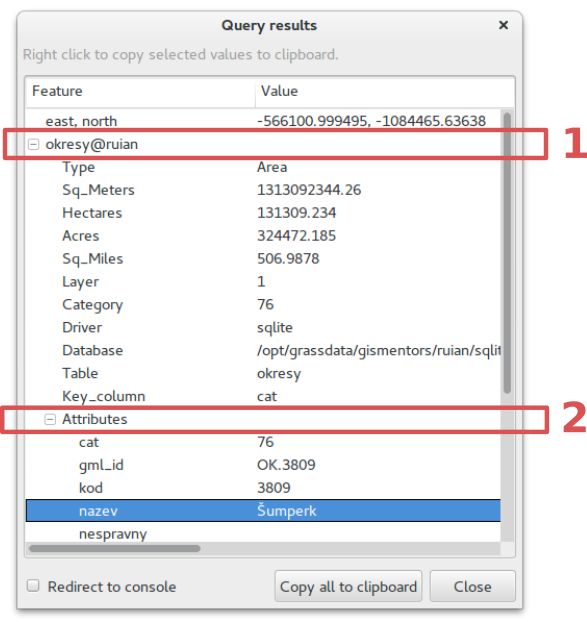 Query results ×
Right click to copy selected values to clipboard.
Feature Value
east, north -566100.999495, -1084465.63638
okresy@ruian 1
Type Area
Sq_Meters 1313092344.26
Hectares 131309.234
Acres 324472.185
Sq_Miles 506.9878
Layer 1
Category 76
Driver sqlite
Database /opt/grassdata/gismentors/ruian/sqlit
Table okresy
Key_column cat
Attributes 2
cat 76
gml_id OK.3809
kod 3809
nazev Šumperk
nespravny
Redirect to console Copy all to clipboard Close